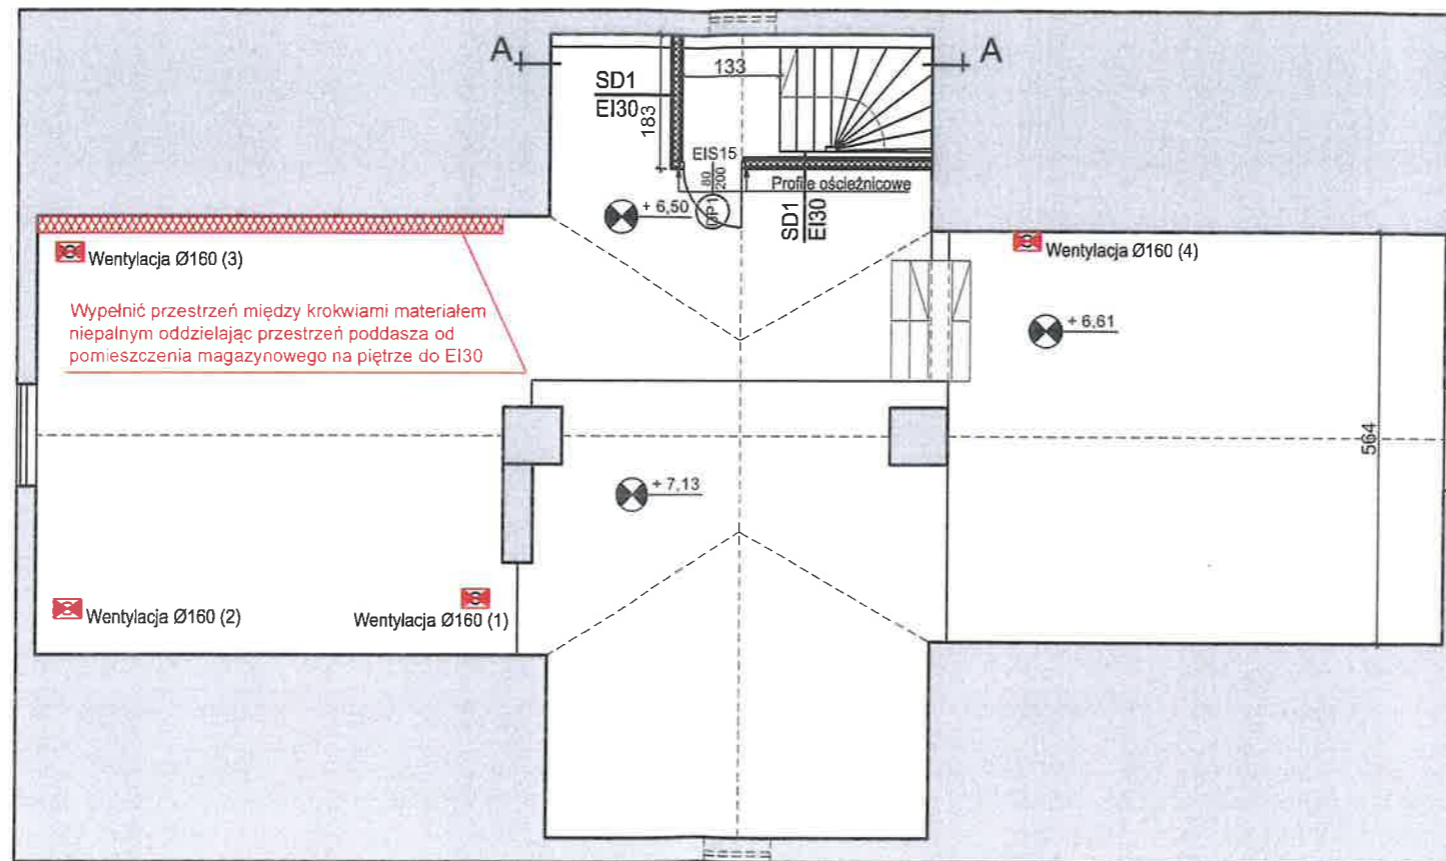 A
A
133
SD1
EI30
183
EIS15
80
200
Profile ościeżnicowe
+ 6,50
DP1
SD1
EI30
Wentylacja Ø160 (3)
Wentylacja Ø160 (4)
Wypełnić przestrzeń między krokwiami materiałem
niepalnym oddzielając przestrzeń poddasza od
pomieszczenia magazynowego na piętrze do EI30
+ 6,61
564
+ 7,13
Wentylacja Ø160 (2)
Wentylacja Ø160 (1)